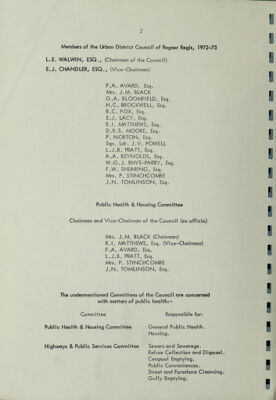 2
Members of the Urban District Council of Bognor Regis, 1972-73
L.E. WALWIN, ESQ., (Chairman of the Council)
E.J. CHANDLER, ESQ., (Vice-Chairman)
F.A. AVARD, Esq.
Mrs. J.M. BLACK
G.A. BLOOMFIELD, Esq.
H.C. BROCKWELL, Esq.
B.C. FOX, Esq.
E.J. LACY, Esq.
R.I. MATTHEWS, Esq.
D.R.S. MOORE, Esq.
P. NORTON, Esq.
Sqn. Ldr. J.V. POWELL
L.J.B. PRATT, Esq.
A.A. REYNOLDS, Esq.
W.G.J. RHYS-PARRY, Esq.
F.W. SHEARING, Esq.
Mrs. P. STINCHCOMBE
J.N. TOMLINSON, Esq.
Public Health & Housing Committee
Chairman and Vice-Chairman of the Council (ex officio)
Mrs. J.M. BLACK (Chairman)
R.I. MATTHEWS, Esq. (Vice-Chairman)
F.A. AVARD, Esq.
L.J.B. PRATT, Esq.
Mrs. P. STINCHCOMBE
J.N. TOMLINSON, Esq.
The undermentioned Committees of the Council are concerned
with matters of public health:-
Committee Responsible for:
Public Health & Housing Committee General Public Health.
Housing.
Highways & Public Services Committee Sewers and Sewerage.
Refuse Collection and Disposal.
Cesspool Emptying.
Public Conveniences.
Street and Foreshore Cleansing.
Gully Emptying.